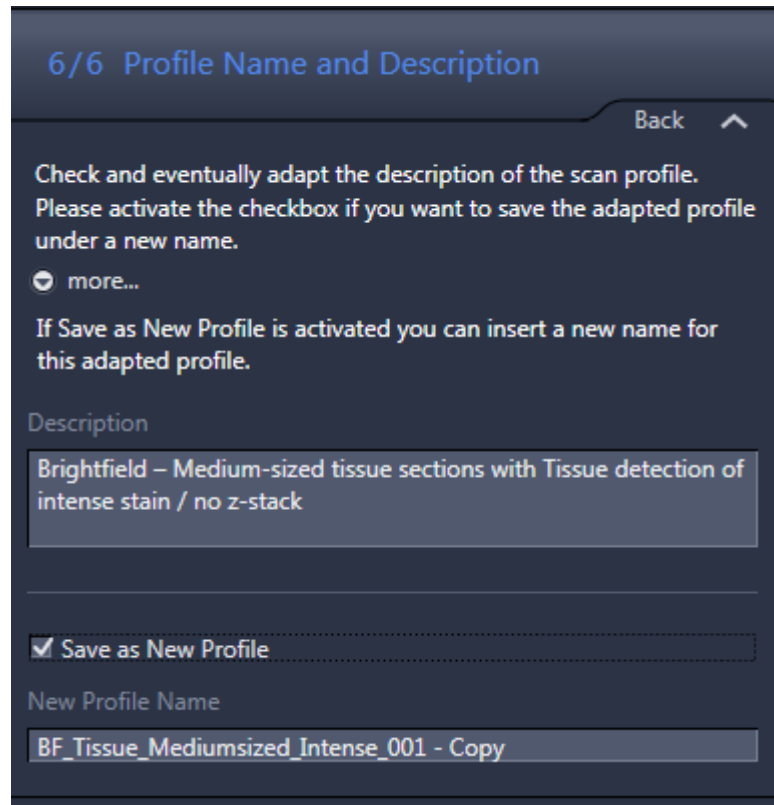 6/6 Profile Name and Description
Back
Check and eventually adapt the description of the scan profile.
Please activate the checkbox if you want to save the adapted profile
under a new name.
more...
If Save as New Profile is activated you can insert a new name for
this adapted profile.
Description
Brightfield – Medium-sized tissue sections with Tissue detection of
intense stain / no z-stack
Save as New Profile
New Profile Name
BF_Tissue_Mediumsized_Intense_001 - Copy